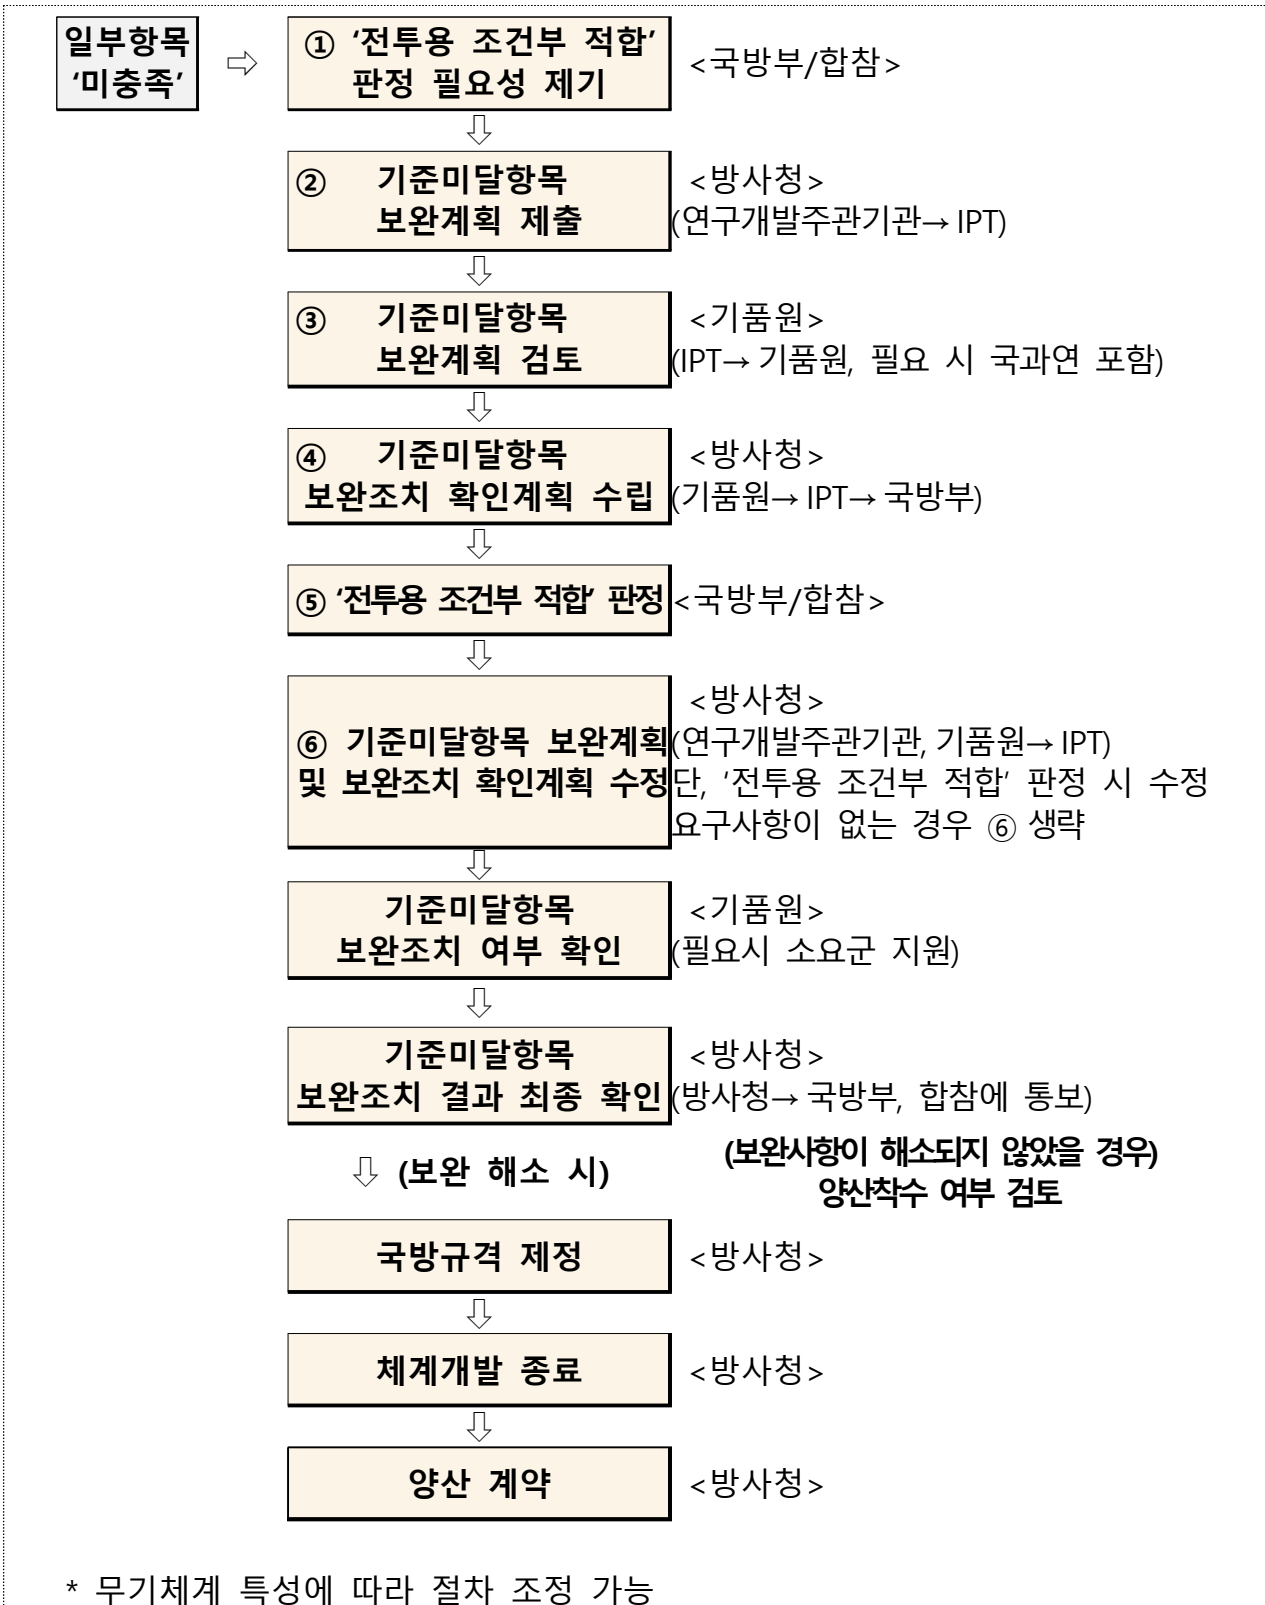 일부항목
‘미충족’
① ‘전투용 조건부 적합’
판정 필요성 제기
<국방부/합참>
② 기준미달항목
보완계획 제출
<방사청>
(연구개발주관기관→ IPT)
③ 기준미달항목
보완계획 검토
<기품원>
(IPT→ 기품원, 필요 시 국과연 포함)
④ 기준미달항목
보완조치 확인계획 수립
<방사청>
(기품원→ IPT→ 국방부)
⑤ ‘전투용 조건부 적합’ 판정
<국방부/합참>
⑥ 기준미달항목 보완계획
및 보완조치 확인계획 수정
<방사청>
(연구개발주관기관, 기품원→ IPT)
단, ‘전투용 조건부 적합’ 판정 시 수정
요구사항이 없는 경우 ⑥ 생략
기준미달항목
보완조치 여부 확인
<기품원>
(필요시 소요군 지원)
기준미달항목
보완조치 결과 최종 확인
<방사청>
(방사청→ 국방부, 합참에 통보)
(보완 해소 시)
(보완사항이 해소되지 않았을 경우)
양산착수 여부 검토
국방규격 제정
<방사청>
체계개발 종료
<방사청>
양산 계약
<방사청>
* 무기체계 특성에 따라 절차 조정 가능